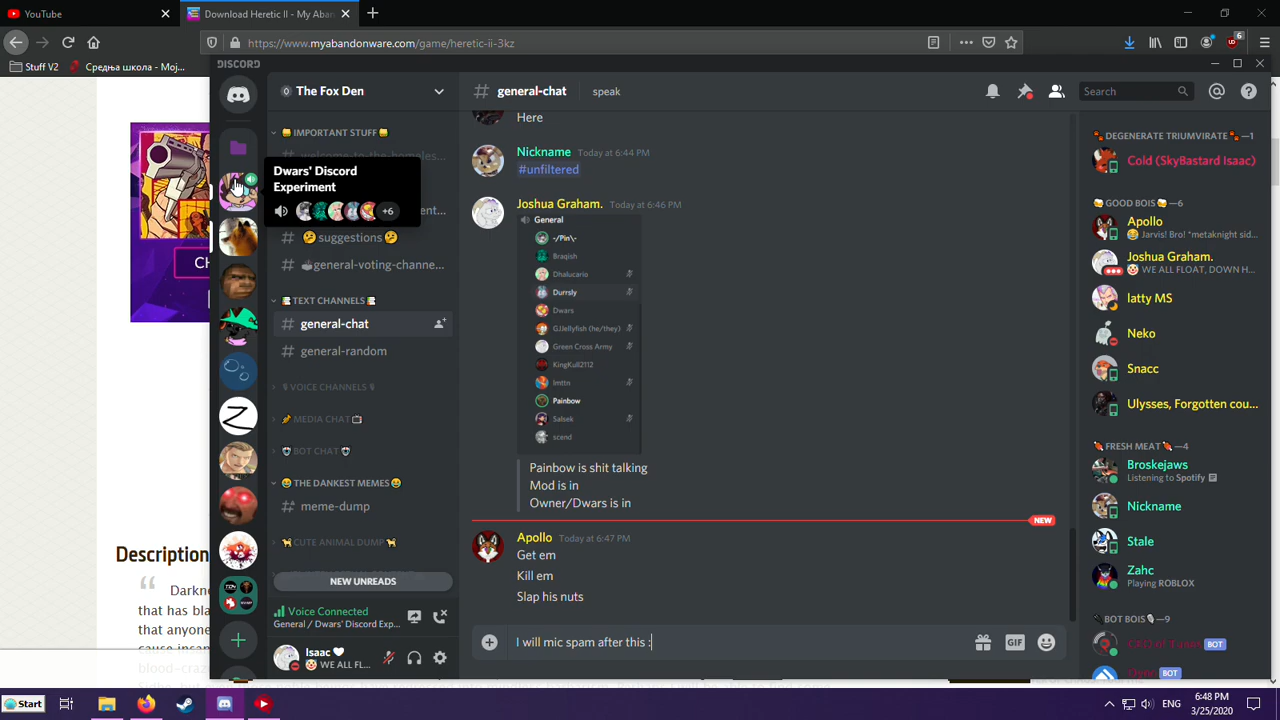 YouTube
Download Heretic II - My Aban
https://www.myabandonware.com/game/heretic-ii-3kz
6
Stuff V2
Средња школа - Мој...
DISCORD
The Fox Den
general-chat
speak
Search
IMPORTANT STUFF
welcome-to-the-homeles...
Dwars' Discord
Experiment
+6
suggestions
general-voting-channe...
TEXT CHANNELS
general-chat
general-random
VOICE CHANNELS
MEDIA CHAT
BOT CHAT
THE DANKEST MEMES
meme-dump
CUTE ANIMAL DUMP
NEW UNREADS
Voice Connected
General / Dwars' Discord Exp...
Isaac
WE ALL FL...
Here
Nickname Today at 6:44 PM
#unfiltered
Joshua Graham. Today at 6:46 PM
General
-/Pin\-
Braqish
Dhalucario
Durrsly
Dwars
GJJellyfish (he/they)
Green Cross Army
KingKull2112
lmttn
Painbow
Salsek
scend
Painbow is shit talking
Mod is in
Owner/Dwars is in
NEW
Apollo Today at 6:47 PM
Get em
Kill em
Slap his nuts
I will mic spam after this :
GIF
DEGENERATE TRIUMVIRATE —1
Cold (SkyBastard Isaac)
GOOD BOIS —6
Apollo
Jarvis! Bro! *metaknight sid...
Joshua Graham.
WE ALL FLOAT, DOWN H...
latty MS
Neko
Snacc
Ulysses, Forgotten cou...
FRESH MEAT —4
Broskejaws
Listening to Spotify
Nickname
Stale
Zahc
Playing ROBLOX
BOT BOIS —9
BOT
BOT
Description
Darkne
that has bla
that anyone
Start
ENG
6:48 PM
3/25/2020